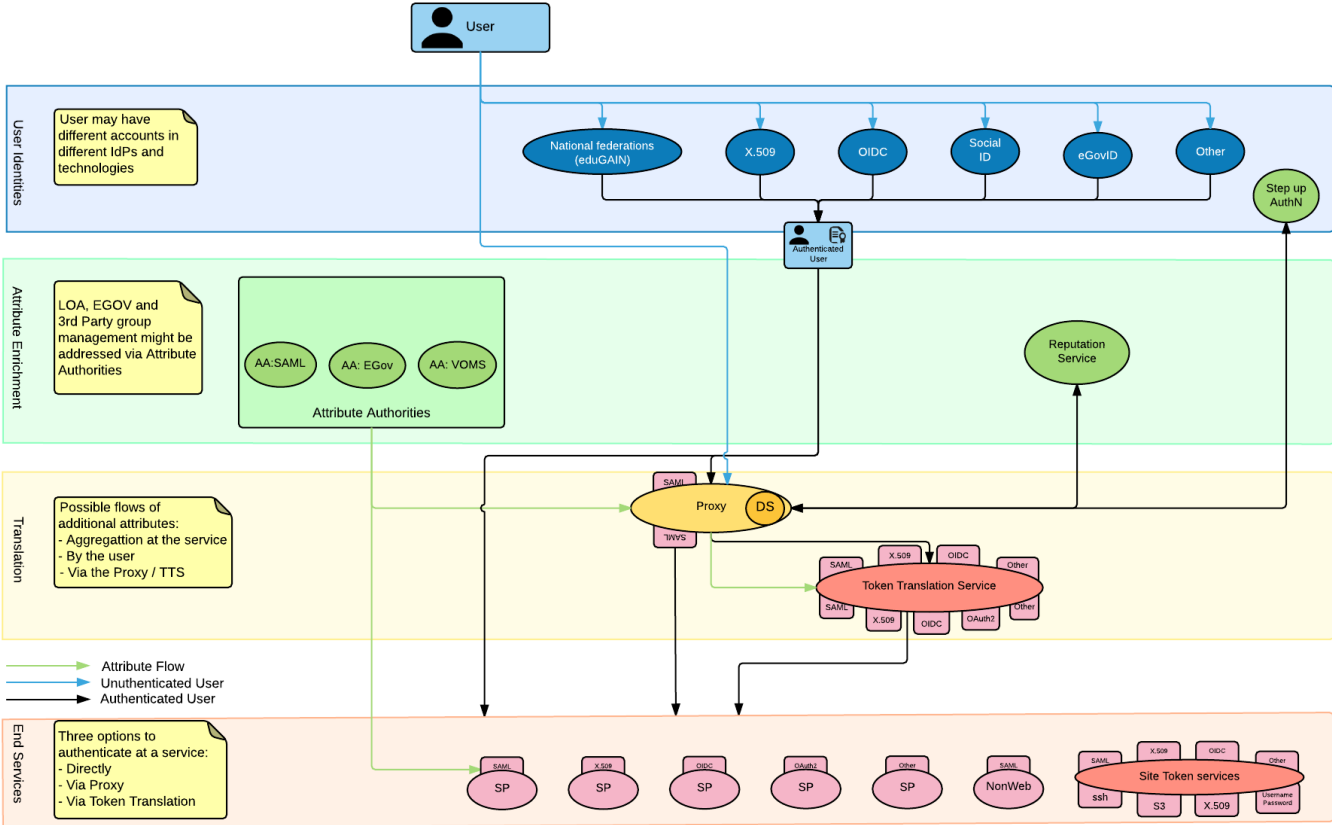 User
User Identities
User may have
different accounts in
different IdPs and
technologies
National federations
(eduGAIN)
X.509
OIDC
Social
ID
eGovID
Other
Step up
AuthN
Authenticated
User
Attribute Enrichment
LOA, EGOV and
3rd Party group
management might be
addressed via Attribute
Authorities
AA:SAML
AA: EGov
AA: VOMS
Attribute Authorities
Reputation
Service
Translation
Possible flows of
additional attributes:
- Aggregattion at the service
- By the user
- Via the Proxy / TTS
SAML
Proxy
DS
SAML
SAML
X.509
OIDC
Other
Token Translation Service
SAML
X.509
OIDC
OAuth2
Other
Attribute Flow
Unuthenticated User
Authenticated User
End Services
Three options to
authenticate at a service:
- Directly
- Via Proxy
- Via Token Translation
SAML
SP
X.509
SP
OIDC
SP
OAuth2
SP
Other
SP
SAML
NonWeb
SAML
X.509
OIDC
Other
Site Token services
ssh
S3
X.509
Username
Password